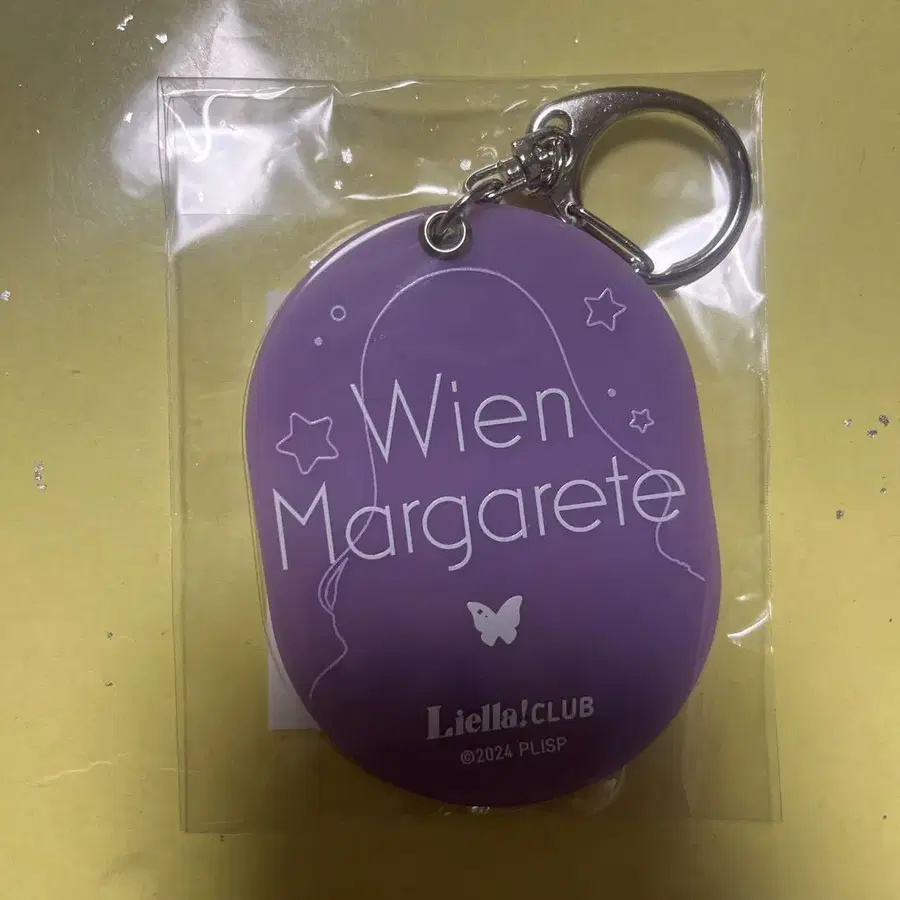 Wien
Margarete
Liella!CLUB
©2024 PLISP